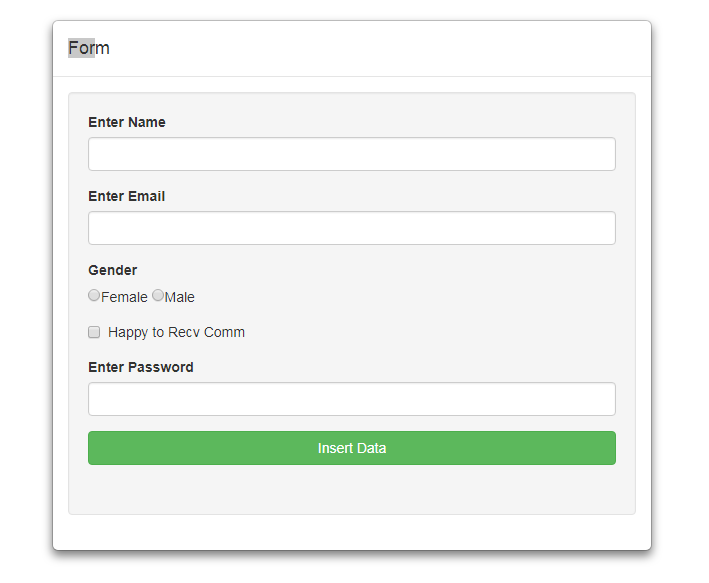 Form
Enter Name
Enter Email
Gender
Female Male
Happy to Recv Comm
Enter Password
Insert Data